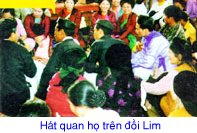 Hát quan họ trên đồi Lim